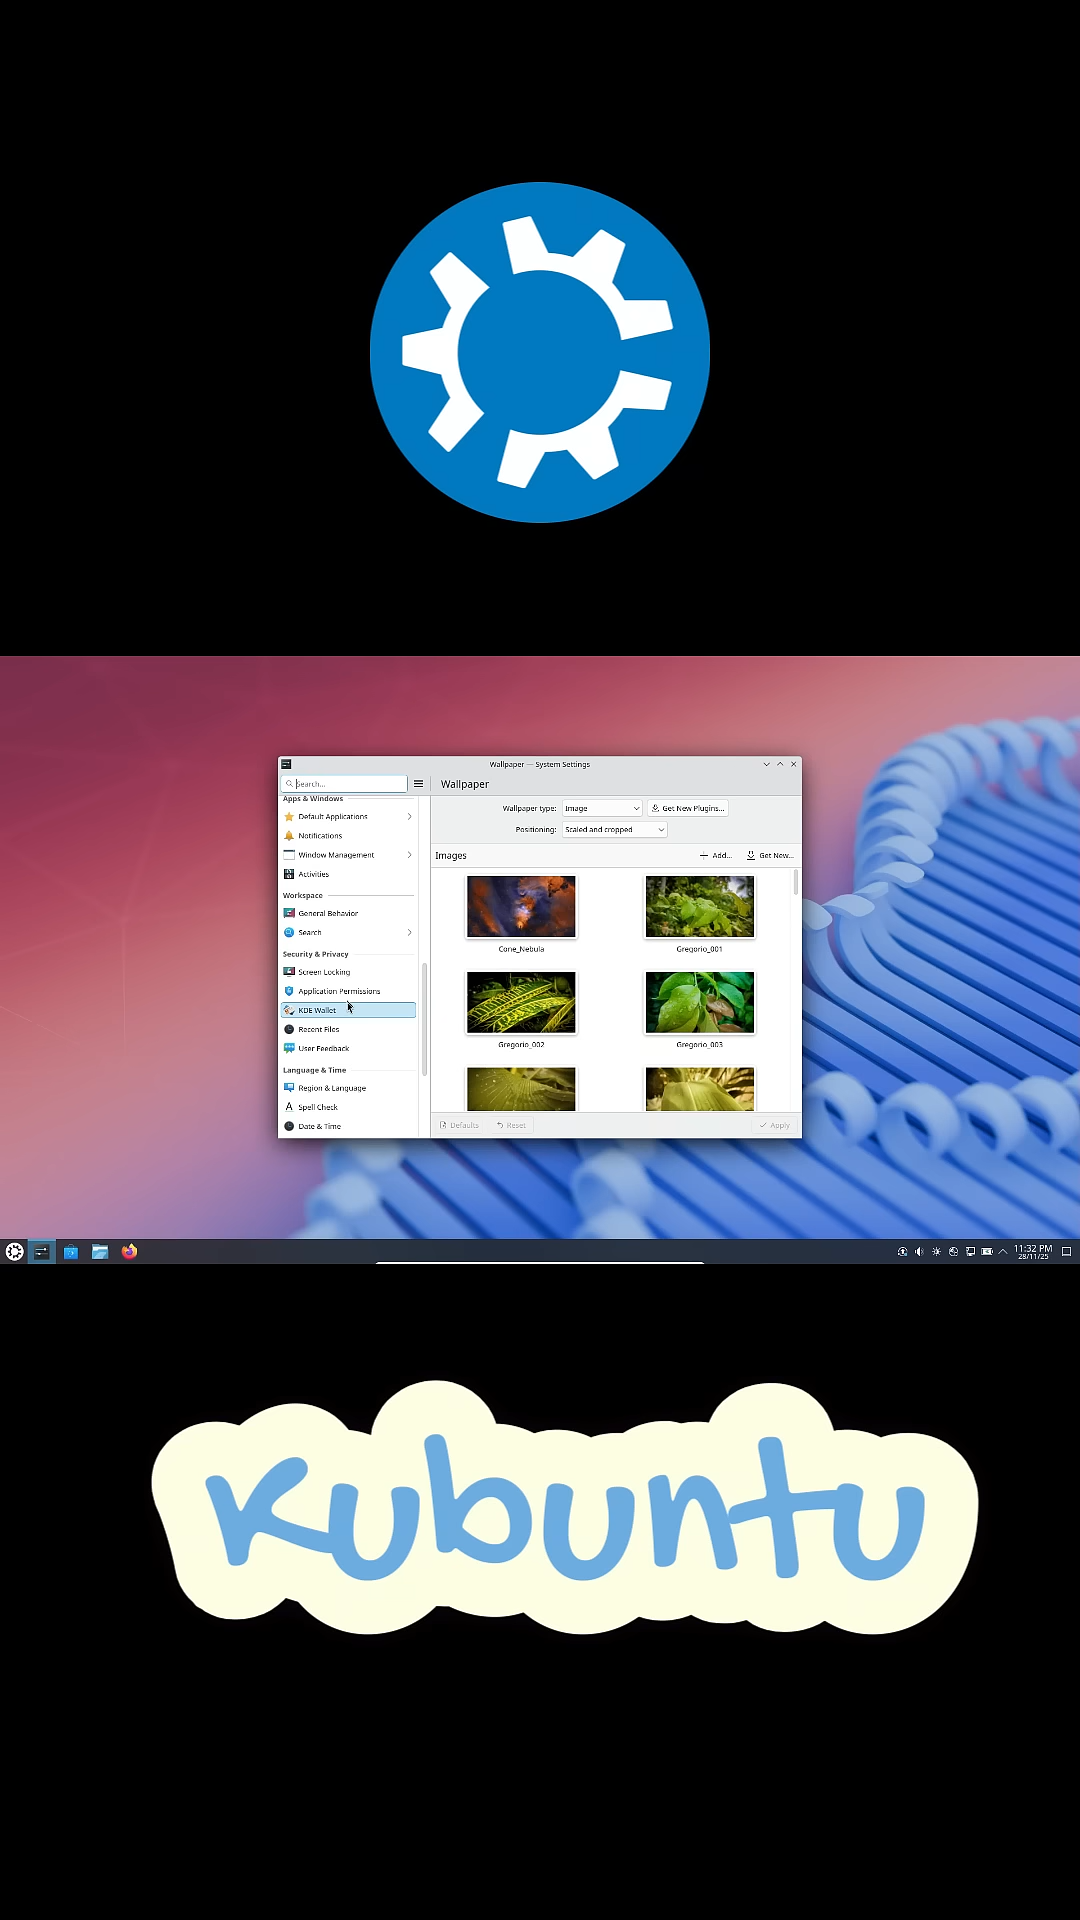 Wallpaper — System Settings
Search...
Wallpaper
Apps & Windows
Default Applications
Notifications
Window Management
Activities
Workspace
General Behavior
Search
Security & Privacy
Screen Locking
Application Permissions
KDE Wallet
Recent Files
User Feedback
Language & Time
Region & Language
Spell Check
Date & Time
Wallpaper type: Image Get New Plugins...
Positioning: Scaled and cropped
Images Add... Get New...
Cone_Nebula Gregorio_001
Gregorio_002 Gregorio_003
Defaults Reset Apply
11:32 PM
28/11/25
kubuntu